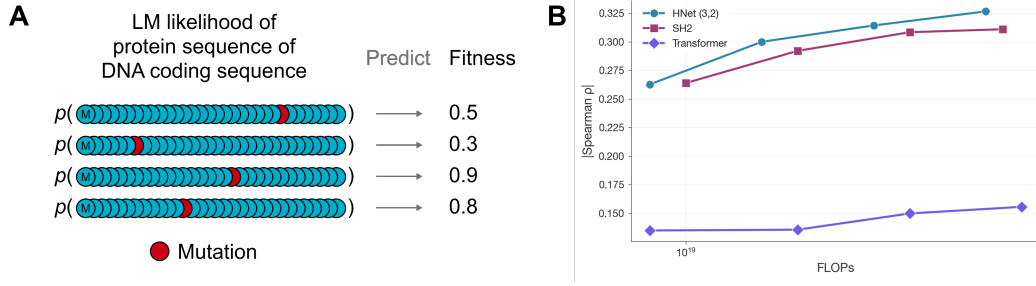 A
LM likelihood of
protein sequence of
DNA coding sequence
Predict Fitness
p( M ) 0.5
p( M ) 0.3
p( M ) 0.9
p( M ) 0.8
Mutation
B
|Spearman ρ|
0.325
0.300
0.275
0.250
0.225
0.200
0.175
0.150
HNet (3,2)
SH2
Transformer
10¹⁹
FLOPs